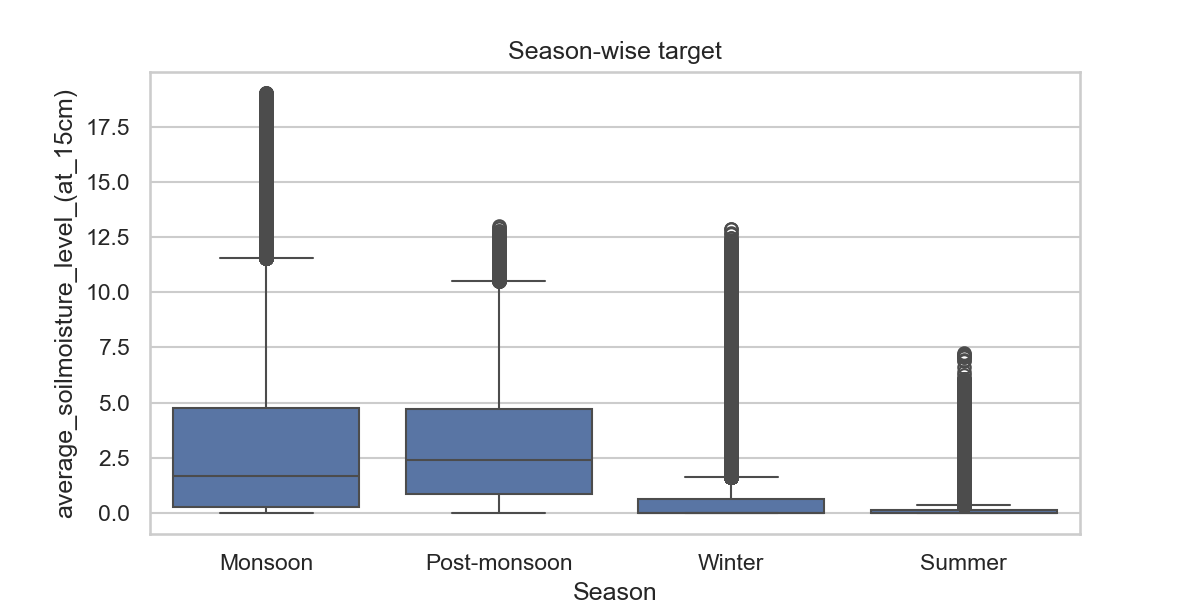 Season-wise target
average_soilmoisture_level_(at_15cm)
17.5
15.0
12.5
10.0
7.5
5.0
2.5
0.0
Monsoon Post-monsoon Winter Summer
Season